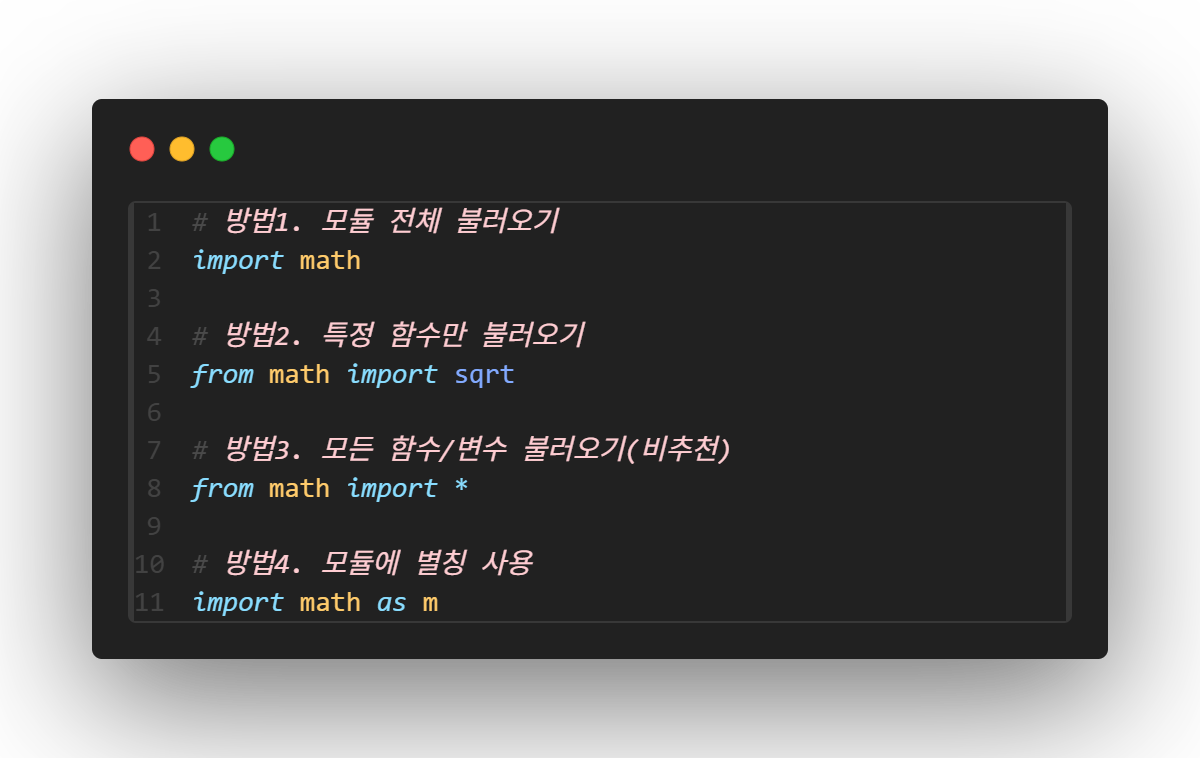 1 # 방법1. 모듈 전체 불러오기
2 import math
3
4 # 방법2. 특정 함수만 불러오기
5 from math import sqrt
6
7 # 방법3. 모든 함수/변수 불러오기(비추천)
8 from math import *
9
10 # 방법4. 모듈에 별칭 사용
11 import math as m